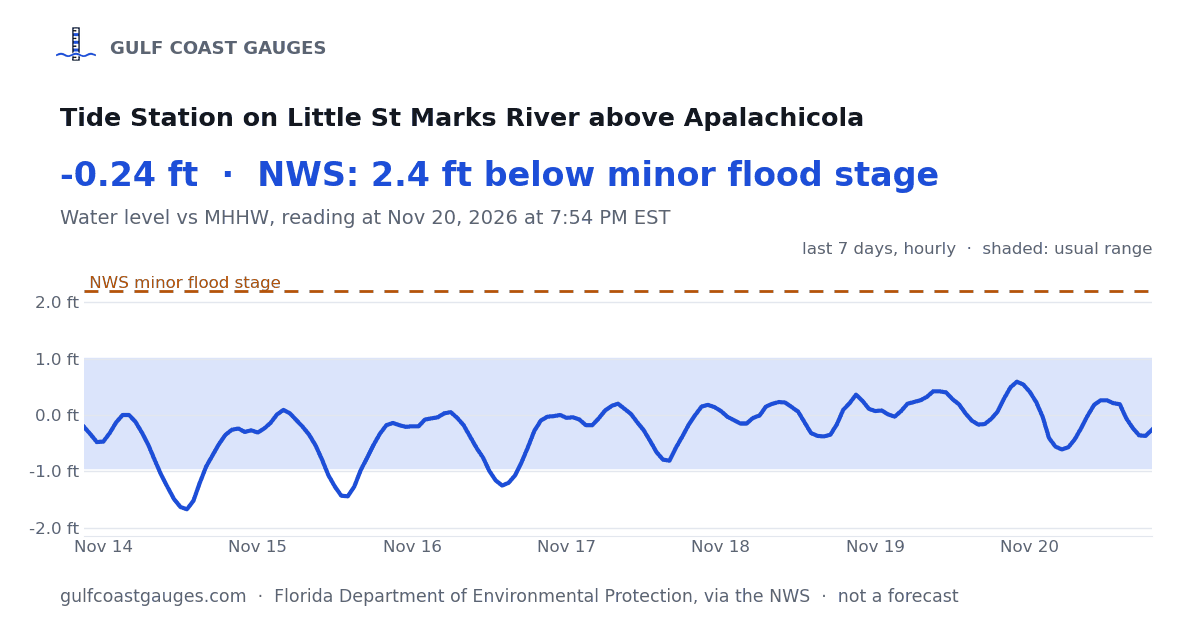 GULF COAST GAUGES
Tide Station on Little St Marks River above Apalachicola
-0.24 ft · NWS: 2.4 ft below minor flood stage
Water level vs MHHW, reading at Nov 20, 2026 at 7:54 PM EST
last 7 days, hourly · shaded: usual range
NWS minor flood stage
2.0 ft
1.0 ft
0.0 ft
-1.0 ft
-2.0 ft
Nov 14 Nov 15 Nov 16 Nov 17 Nov 18 Nov 19 Nov 20
gulfcoastgauges.com · Florida Department of Environmental Protection, via the NWS · not a forecast